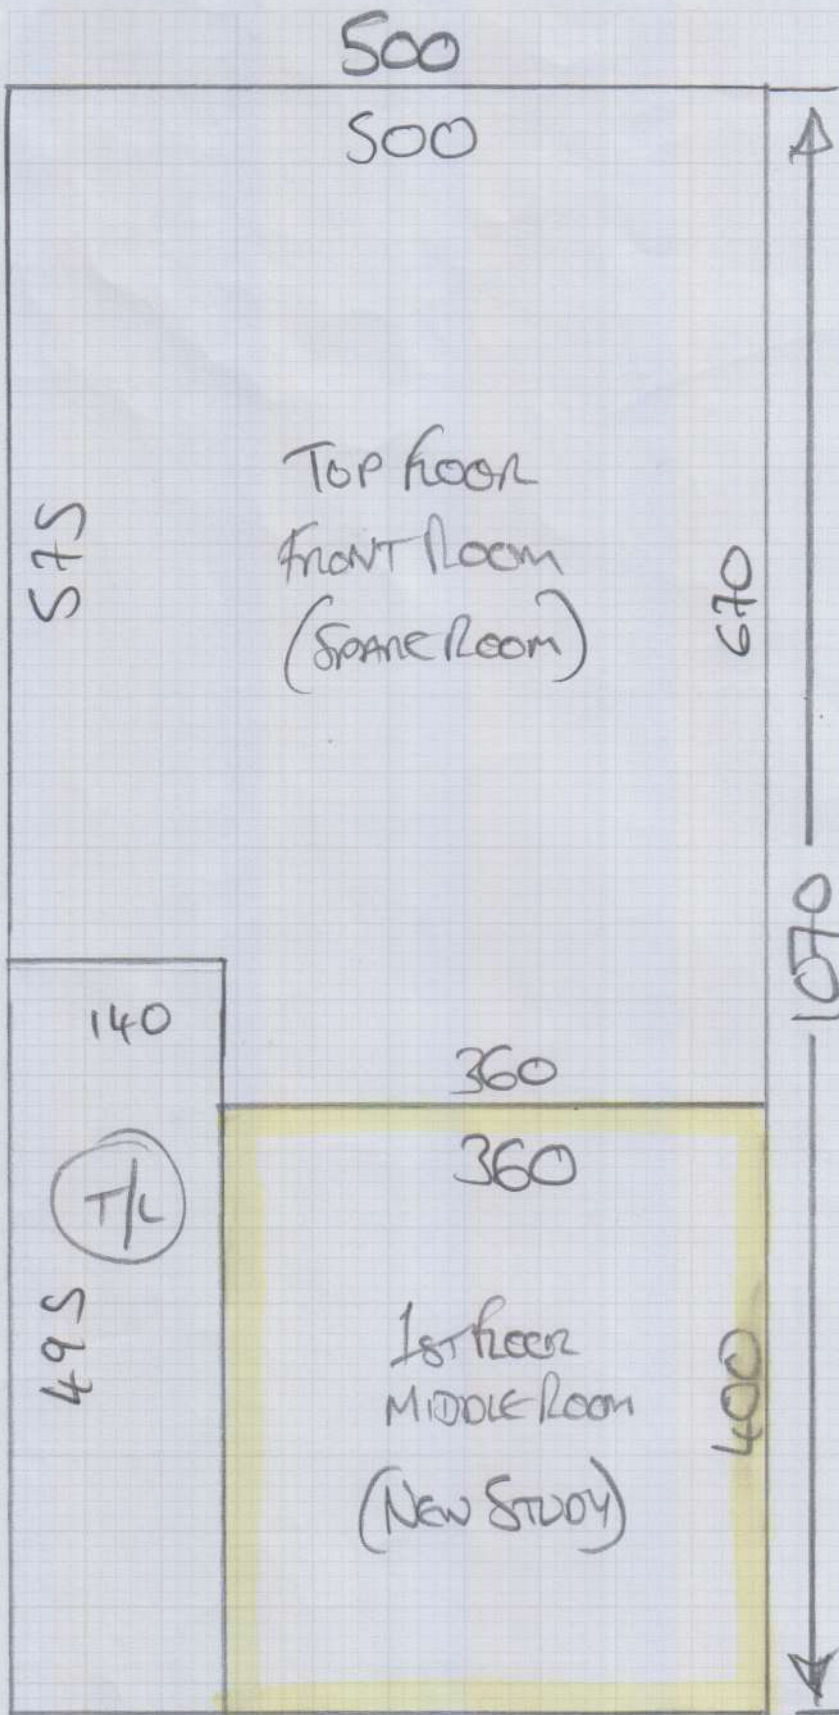 500
500
TOP FLOOR
FRONT ROOM
(SPARE ROOM)
575
670
1070
140
360
360
T/L
495
1ST FLOOR
MIDDLE ROOM
(NEW STUDY)
400